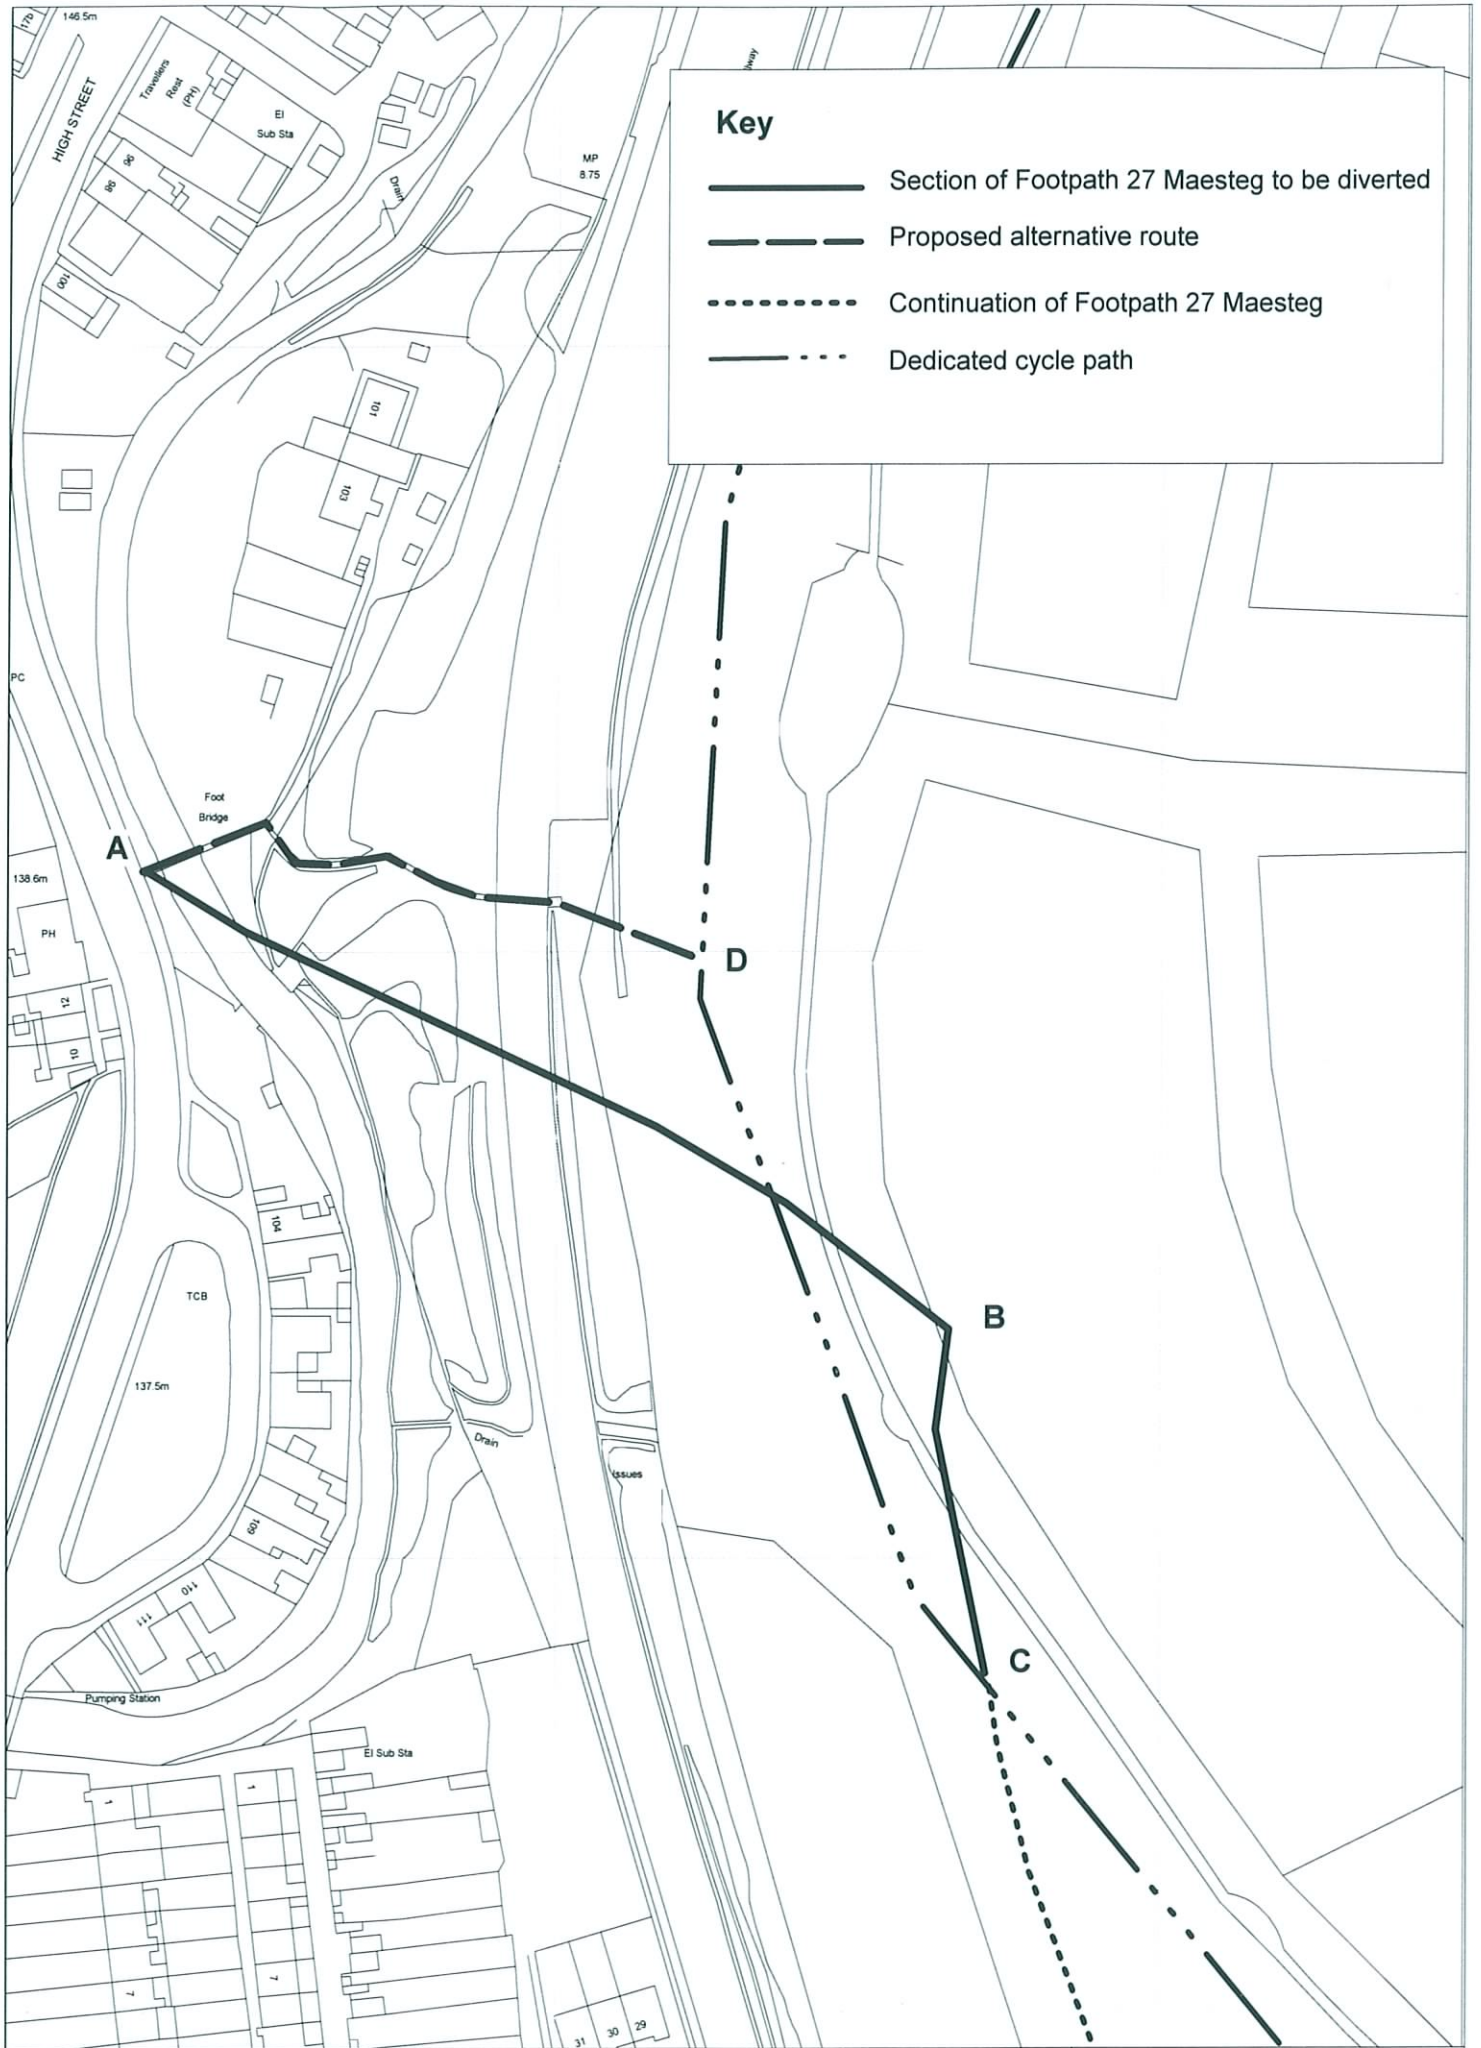 17b
146.5m
HIGH STREET
Travellers
Rest
(PH)
El
Sub Sta
96
98
100
Drain
MP
8.75
Key
Section of Footpath 27 Maesteg to be diverted
Proposed alternative route
Continuation of Footpath 27 Maesteg
Dedicated cycle path
101
103
PC
Foot
Bridge
A
138.6m
PH
D
12
10
104
TCB
B
137.5m
Drain
Issues
109
110
111
C
Pumping Station
El Sub Sta
1
1
7
7
31
30
29